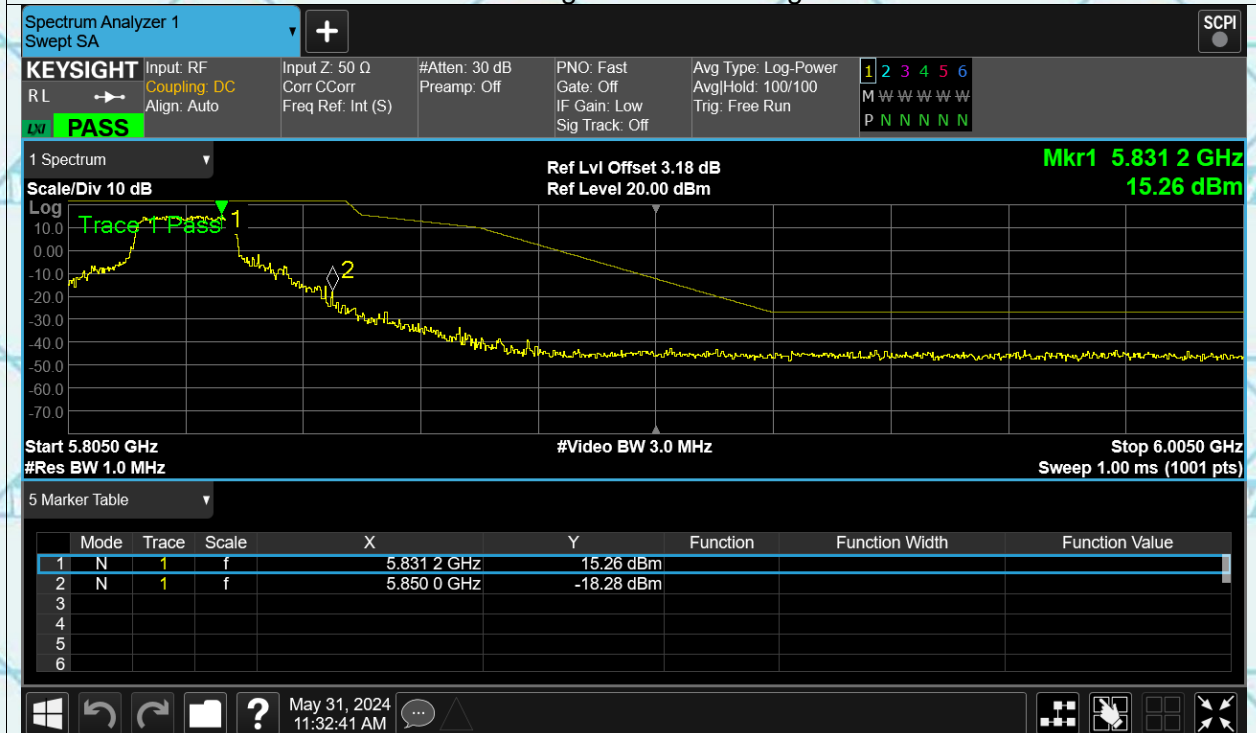 Spectrum Analyzer 1
Swept SA
+
SCPI
KEYSIGHT
RL
LXI PASS
Input: RF
Coupling: DC
Align: Auto
Input Z: 50 Ω
Corr CCorr
Freq Ref: Int (S)
#Atten: 30 dB
Preamp: Off
PNO: Fast
Gate: Off
IF Gain: Low
Sig Track: Off
Avg Type: Log-Power
Avg|Hold: 100/100
Trig: Free Run
1 2 3 4 5 6
M W W W W W
P N N N N N
1 Spectrum
Scale/Div 10 dB
Ref Lvl Offset 3.18 dB
Ref Level 20.00 dBm
Mkr1 5.831 2 GHz
15.26 dBm
Log
Trace 1 Pass
1
2
10.0
0.00
-10.0
-20.0
-30.0
-40.0
-50.0
-60.0
-70.0
Start 5.8050 GHz
#Res BW 1.0 MHz
#Video BW 3.0 MHz
Stop 6.0050 GHz
Sweep 1.00 ms (1001 pts)
5 Marker Table
Mode Trace Scale X Y Function Function Width Function Value
1 N 1 f 5.831 2 GHz 15.26 dBm
2 N 1 f 5.850 0 GHz -18.28 dBm
3
4
5
6
?
May 31, 2024
11:32:41 AM